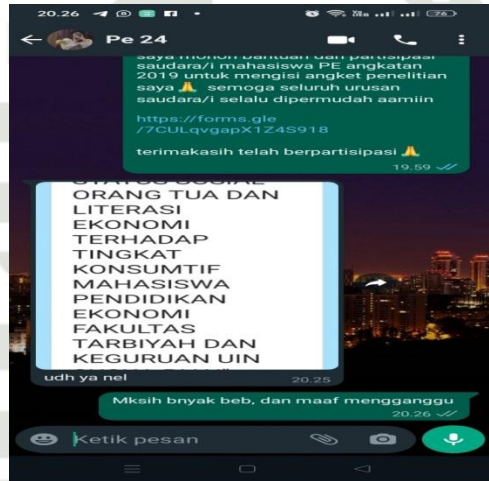 20.26
76
Pe 24
saya mohon bantuan dan partisipasi
saudara/i mahasiswa PE angkatan
2019 untuk mengisi angket penelitian
saya 🙏 semoga seluruh urusan
saudara/i selalu dipermudah aamiin
https://forms.gle
/7CULqvgapX1Z4S918
terimakasih telah berpartisipasi 🙏
19.59
ORANG TUA DAN
LITERASI
EKONOMI
TERHADAP
TINGKAT
KONSUMTIF
MAHASISWA
PENDIDIKAN
EKONOMI
FAKULTAS
TARBIYAH DAN
KEGURUAN UIN
udh ya nel
20.25
Mksih bnyak beb, dan maaf mengganggu
20.26
Ketik pesan